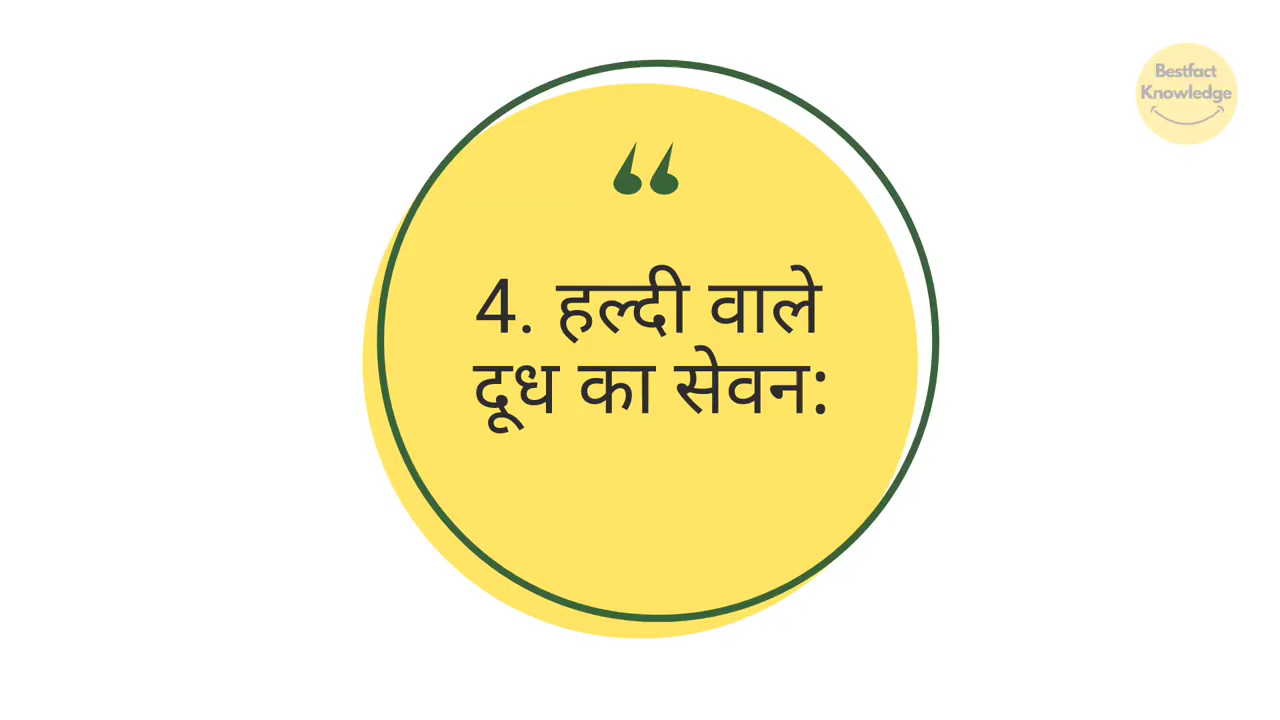 Bestfact
Knowledge
“
4. हल्दी वाले
दूध का सेवन: